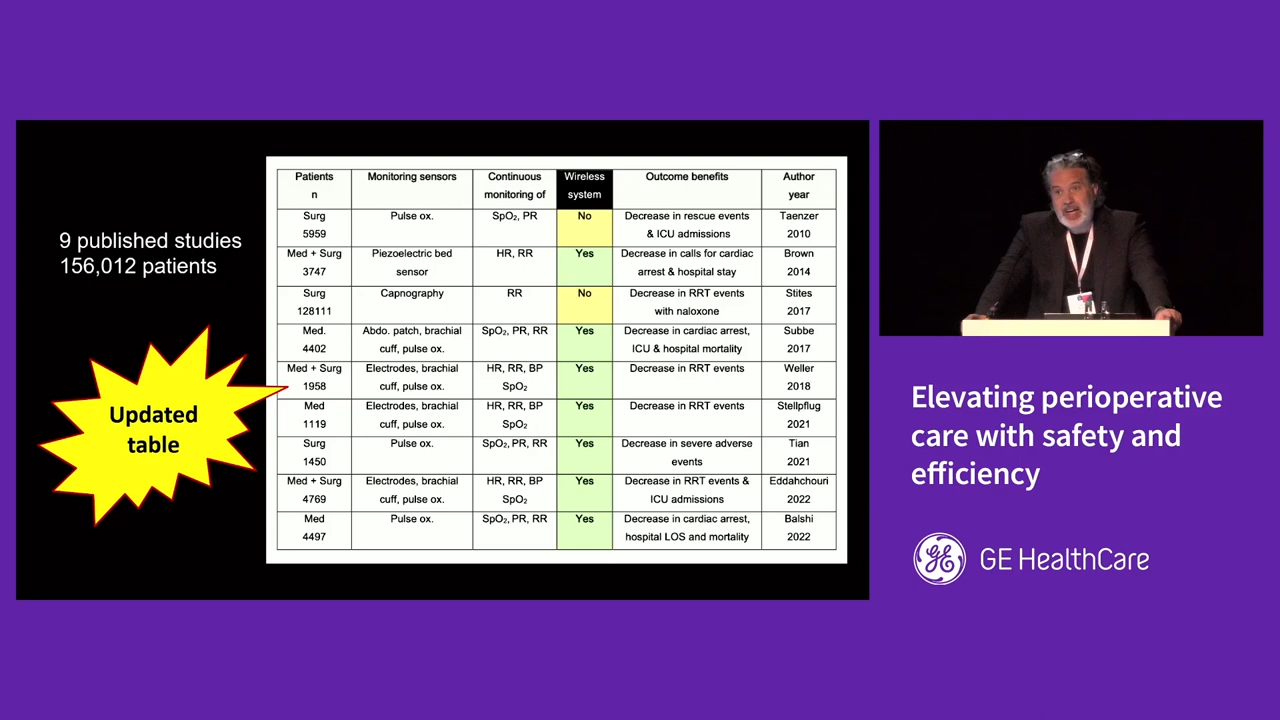 9 published studies
156,012 patients
Updated
table
Patients
n
Monitoring sensors
Continuous
monitoring of
Wireless
system
Outcome benefits
Author
year
Surg
5959
Pulse ox.
SpO₂, PR
No
Decrease in rescue events
& ICU admissions
Taenzer
2010
Med + Surg
3747
Piezoelectric bed
sensor
HR, RR
Yes
Decrease in calls for cardiac
arrest & hospital stay
Brown
2014
Surg
128111
Capnography
RR
No
Decrease in RRT events
with naloxone
Stites
2017
Med.
4402
Abdo. patch, brachial
cuff, pulse ox.
SpO₂, PR, RR
Yes
Decrease in cardiac arrest,
ICU & hospital mortality
Subbe
2017
Med + Surg
1958
Electrodes, brachial
cuff, pulse ox.
HR, RR, BP
SpO₂
Yes
Decrease in RRT events
Weller
2018
Med
1119
Electrodes, brachial
cuff, pulse ox.
HR, RR, BP
SpO₂
Yes
Decrease in RRT events
Stellpflug
2021
Surg
1450
Pulse ox.
SpO₂, PR, RR
Yes
Decrease in severe adverse
events
Tian
2021
Med + Surg
4769
Electrodes, brachial
cuff, pulse ox.
HR, RR, BP
SpO₂
Yes
Decrease in RRT events &
ICU admissions
Eddahchouri
2022
Med
4497
Pulse ox.
SpO₂, PR, RR
Yes
Decrease in cardiac arrest,
hospital LOS and mortality
Balshi
2022
Elevating perioperative
care with safety and
efficiency
GE HealthCare